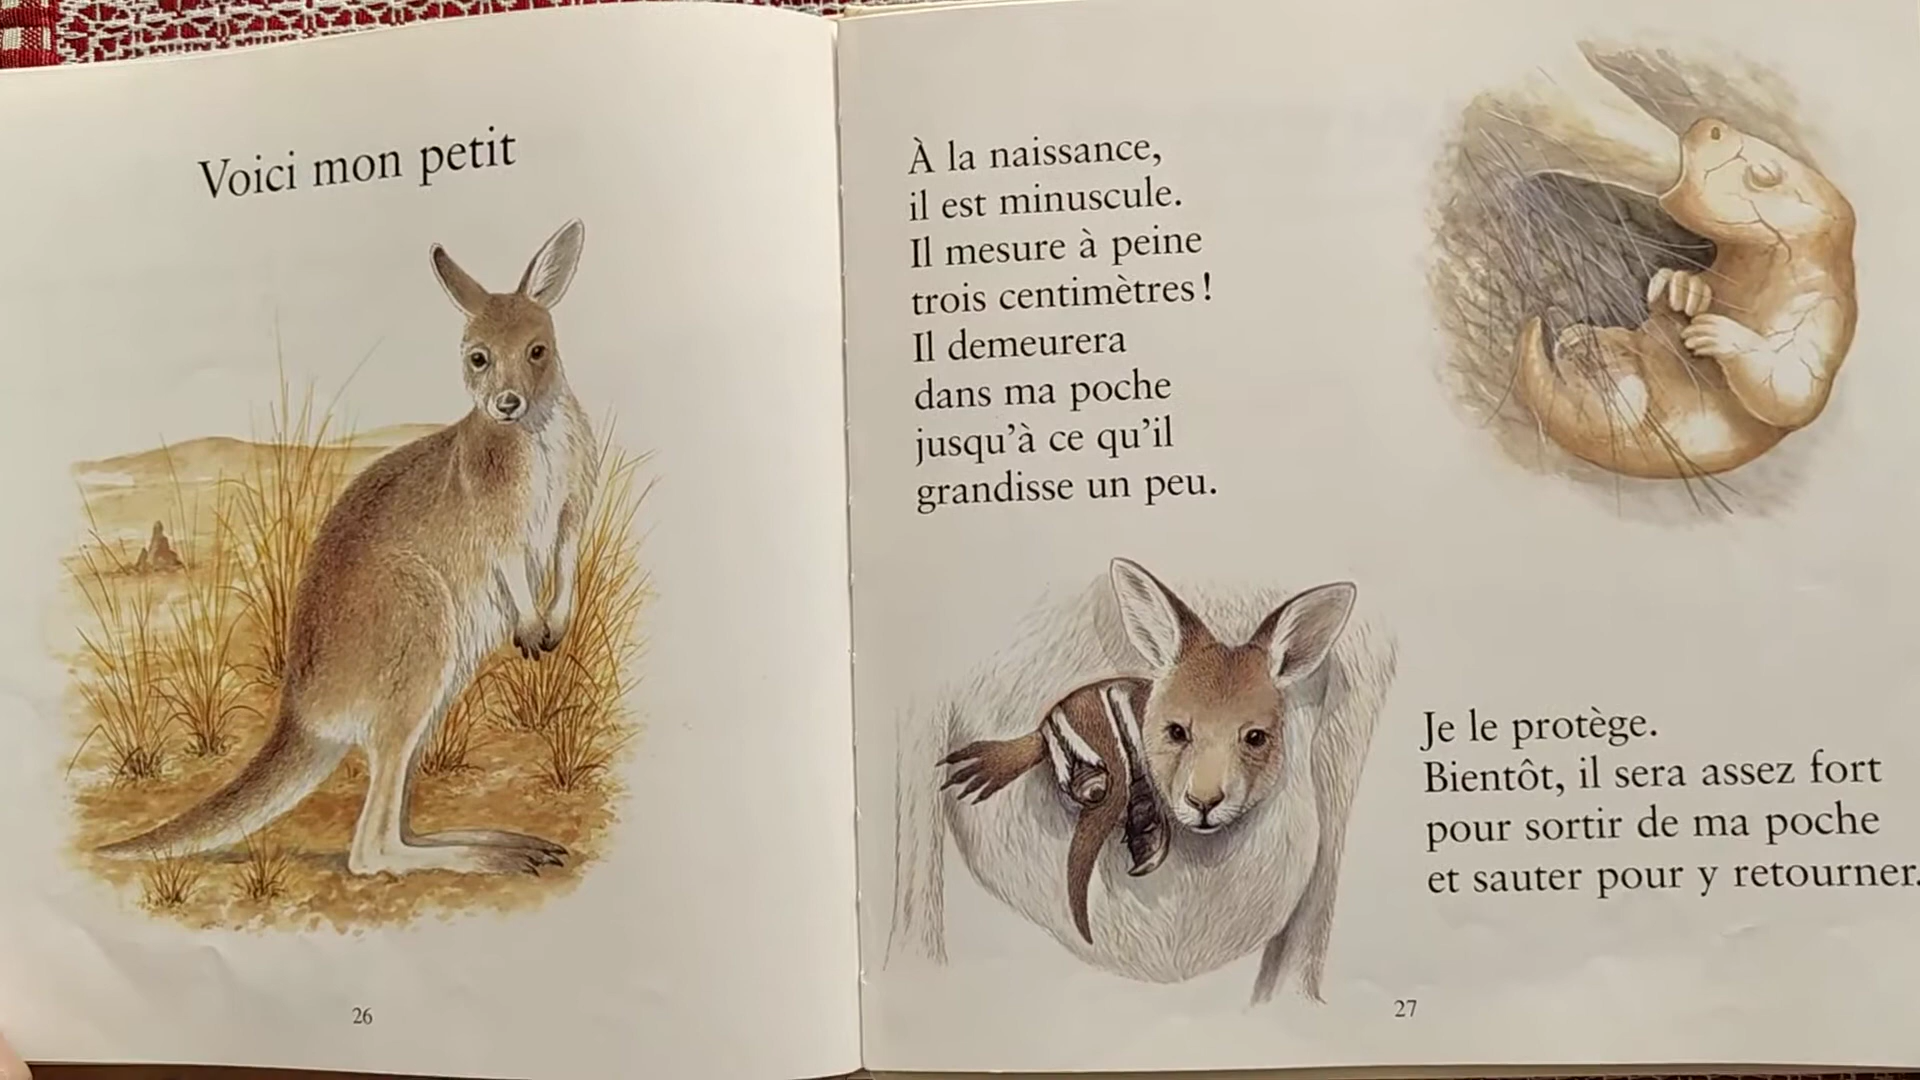 Voici mon petit
26
À la naissance,
il est minuscule.
Il mesure à peine
trois centimètres !
Il demeurera
dans ma poche
jusqu'à ce qu'il
grandisse un peu.
Je le protège.
Bientôt, il sera assez fort
pour sortir de ma poche
et sauter pour y retourner.
27